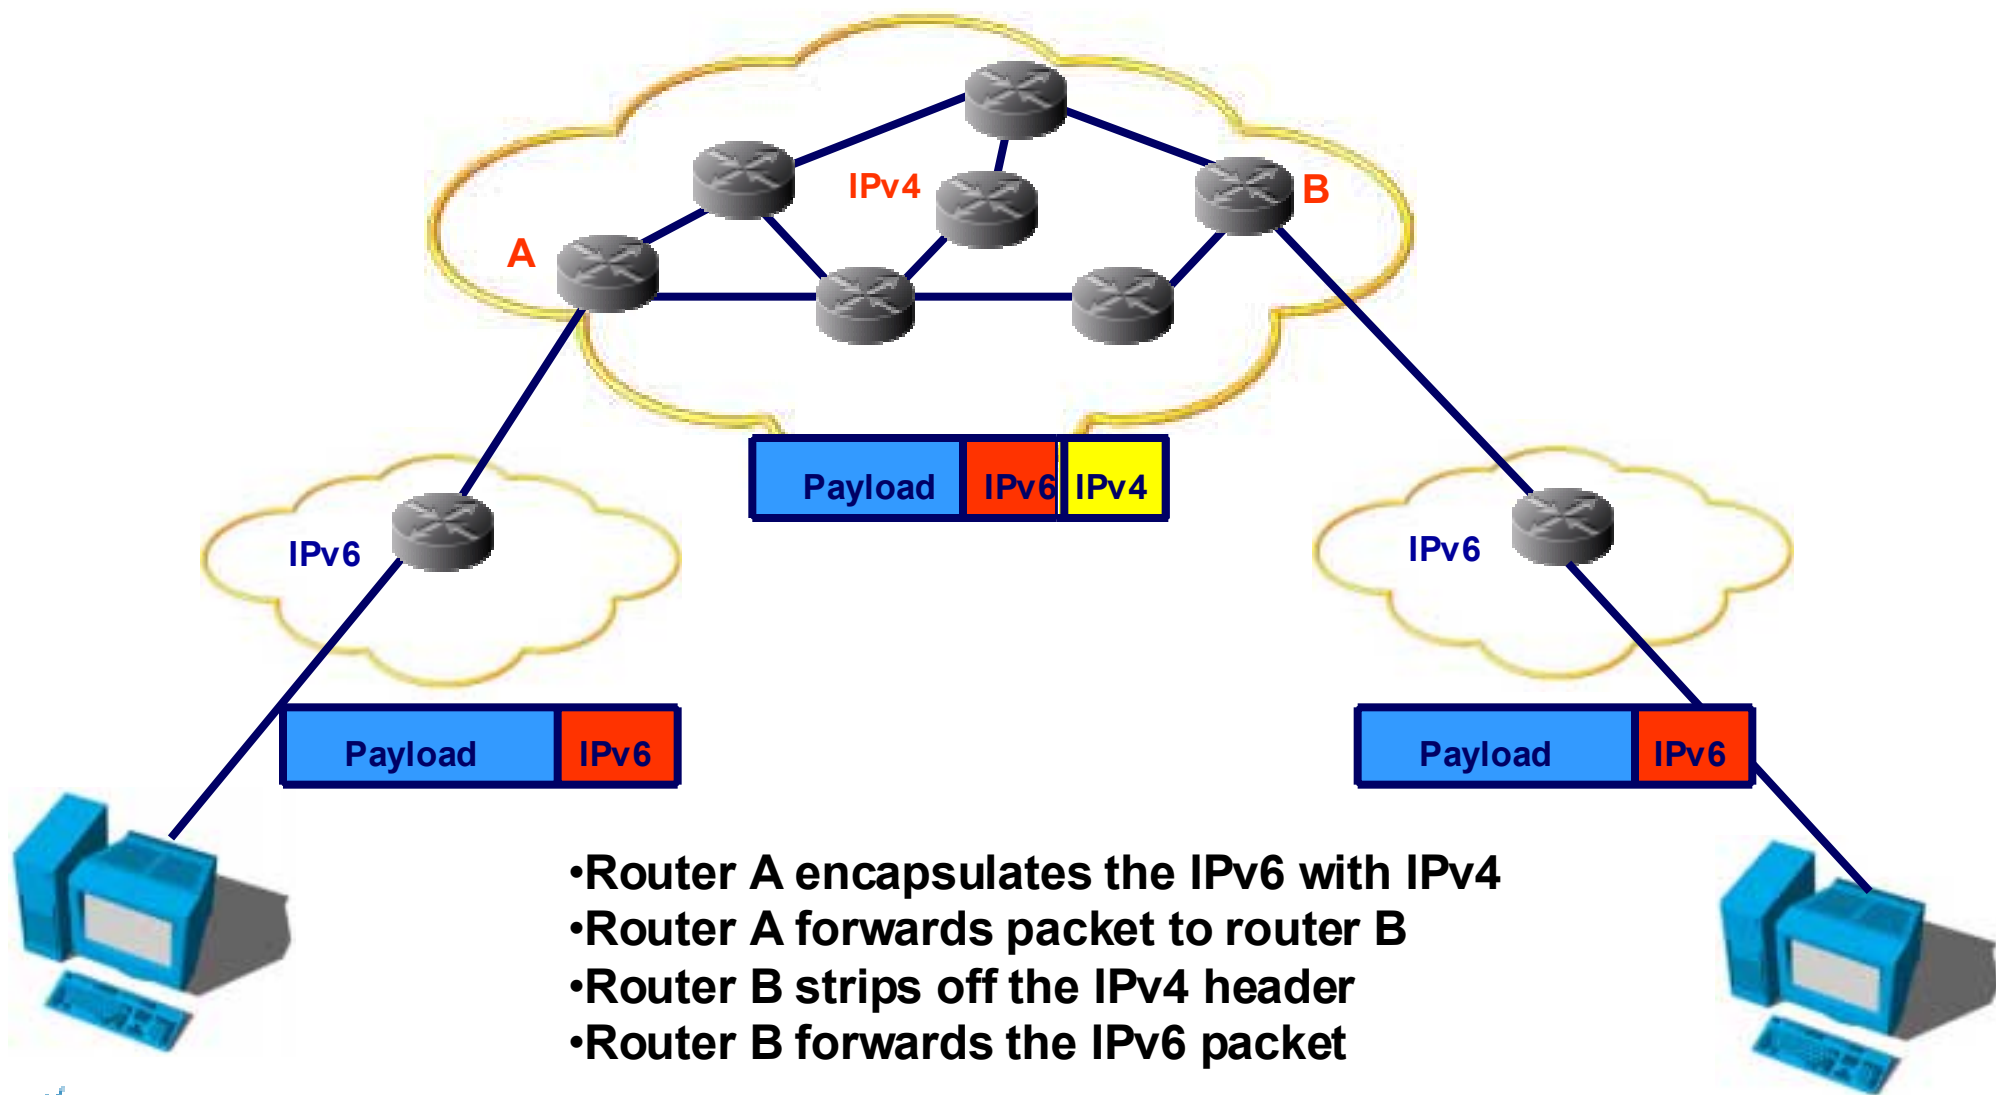 IPv4
B
A
Payload IPv6 IPv4
IPv6
IPv6
Payload IPv6
Payload IPv6
•Router A encapsulates the IPv6 with IPv4
•Router A forwards packet to router B
•Router B strips off the IPv4 header
•Router B forwards the IPv6 packet